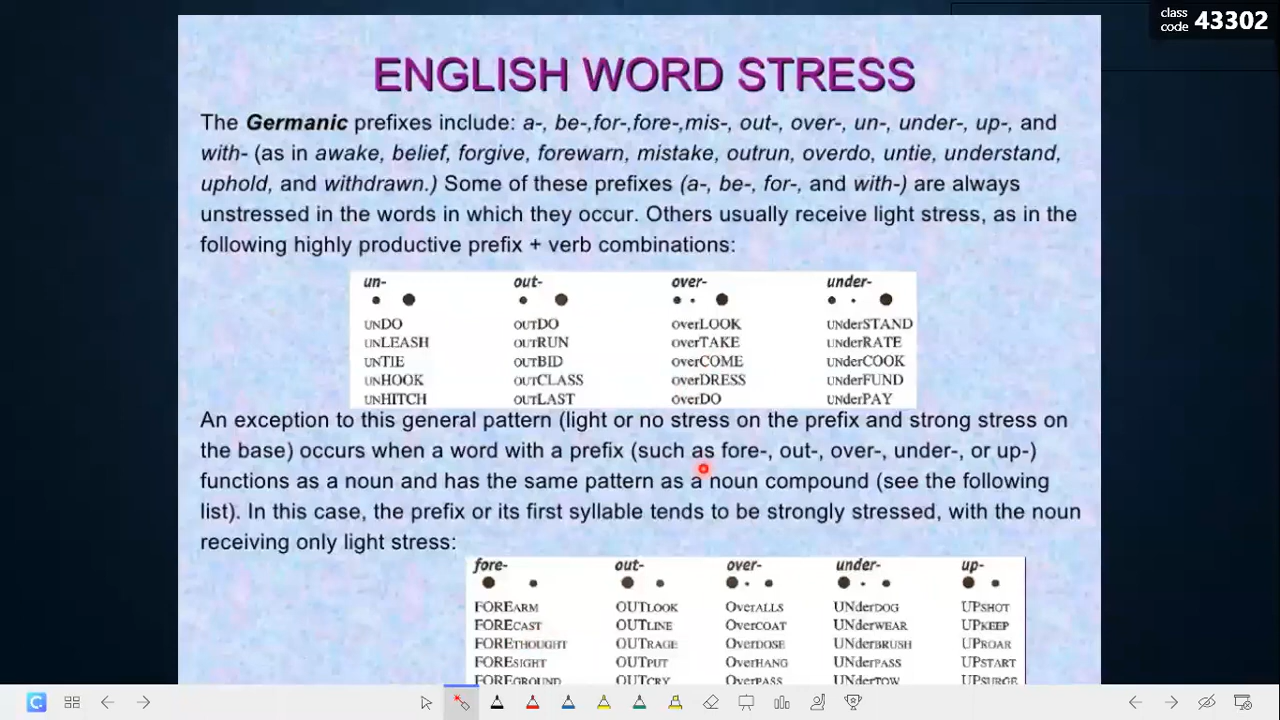 class
code 43302
ENGLISH WORD STRESS
The Germanic prefixes include: a-, be-,for-,fore-,mis-, out-, over-, un-, under-, up-, and
with- (as in awake, belief, forgive, forewarn, mistake, outrun, overdo, untie, understand,
uphold, and withdrawn.) Some of these prefixes (a-, be-, for-, and with-) are always
unstressed in the words in which they occur. Others usually receive light stress, as in the
following highly productive prefix + verb combinations:
un- out- over- under-
UNDO OUTDO overLOOK UNderSTAND
UNLEASH OUTRUN overTAKE UNderRATE
UNTIE OUTBID overCOME UNderCOOK
UNHOOK OUTCLASS overDRESS UNderFUND
UNHITCH OUTLAST overDO UNderPAY
An exception to this general pattern (light or no stress on the prefix and strong stress on
the base) occurs when a word with a prefix (such as fore-, out-, over-, under-, or up-)
functions as a noun and has the same pattern as a noun compound (see the following
list). In this case, the prefix or its first syllable tends to be strongly stressed, with the noun
receiving only light stress:
fore- out- over- under- up-
FOREARM OUTLOOK OverALLS UNderDOG UPSHOT
FORECAST OUTLINE OverCOAT UNderWEAR UPKEEP
FORETHOUGHT OUTRAGE OverDOSE UNderBRUSH UPROAR
FORESIGHT OUTPUT OverHANG UNderPASS UPSTART
FOREGROUND OUTCRY OverPASS UNderTOW UPSURGE